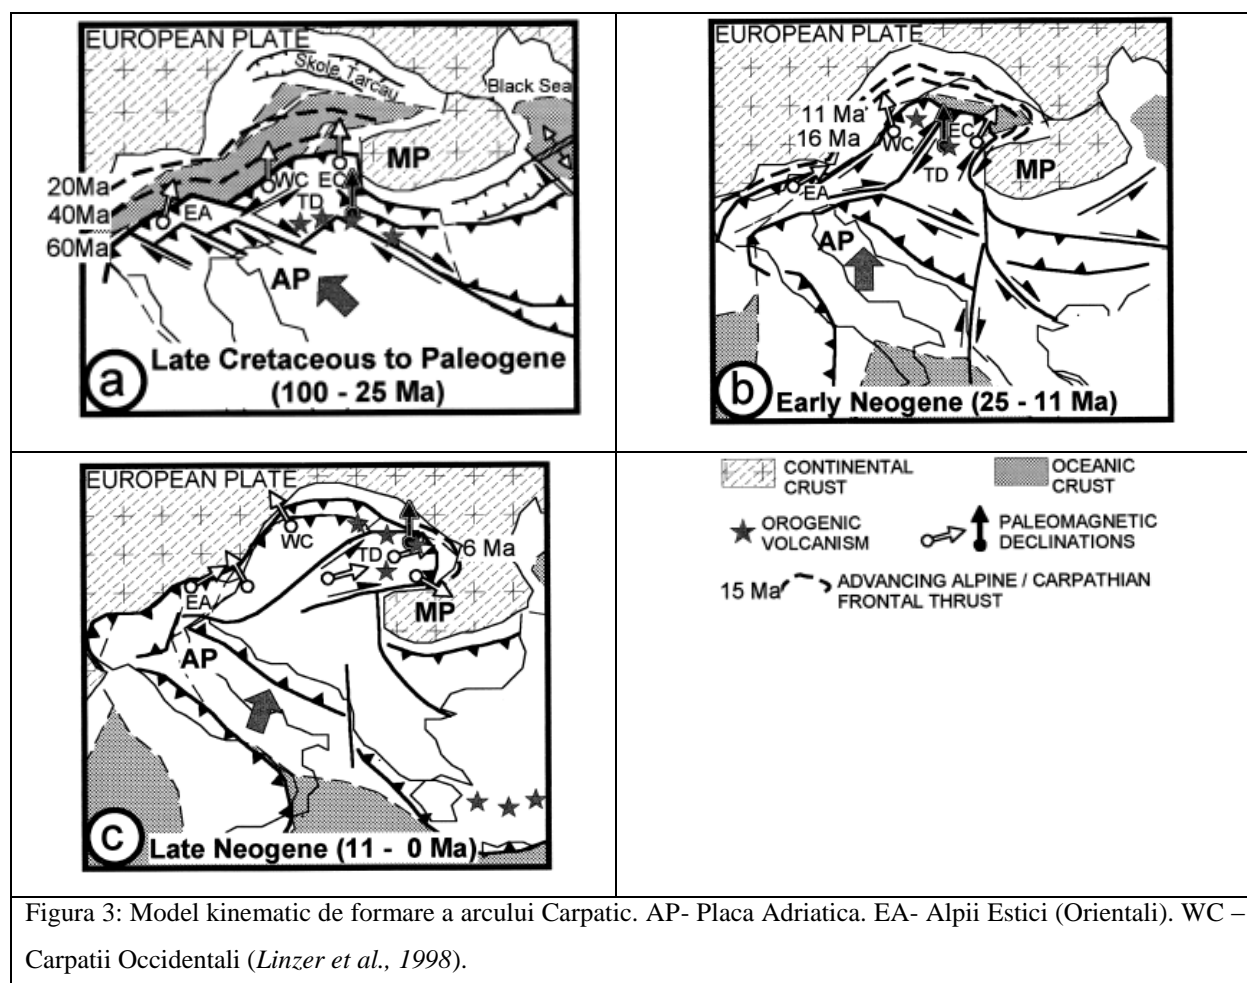 EUROPEAN PLATE
Skole Tarcau
Black Sea
MP
20Ma
40Ma
60Ma
WC
EC
EA
TD
AP
a
Late Cretaceous to Paleogene
(100 - 25 Ma)
EUROPEAN PLATE
11 Ma
16 Ma
WC
EC
TD
MP
EA
AP
b
Early Neogene (25 - 11 Ma)
EUROPEAN PLATE
WC
TD
6 Ma
EA
MP
AP
c
Late Neogene (11 - 0 Ma)
CONTINENTAL
CRUST
OCEANIC
CRUST
OROGENIC
VOLCANISM
PALEOMAGNETIC
DECLINATIONS
15 Ma
ADVANCING ALPINE / CARPATHIAN
FRONTAL THRUST
Figura 3: Model kinematic de formare a arcului Carpatic. AP- Placa Adriatica. EA- Alpii Estici (Orientali). WC –
Carpatii Occidentali (Linzer et al., 1998).